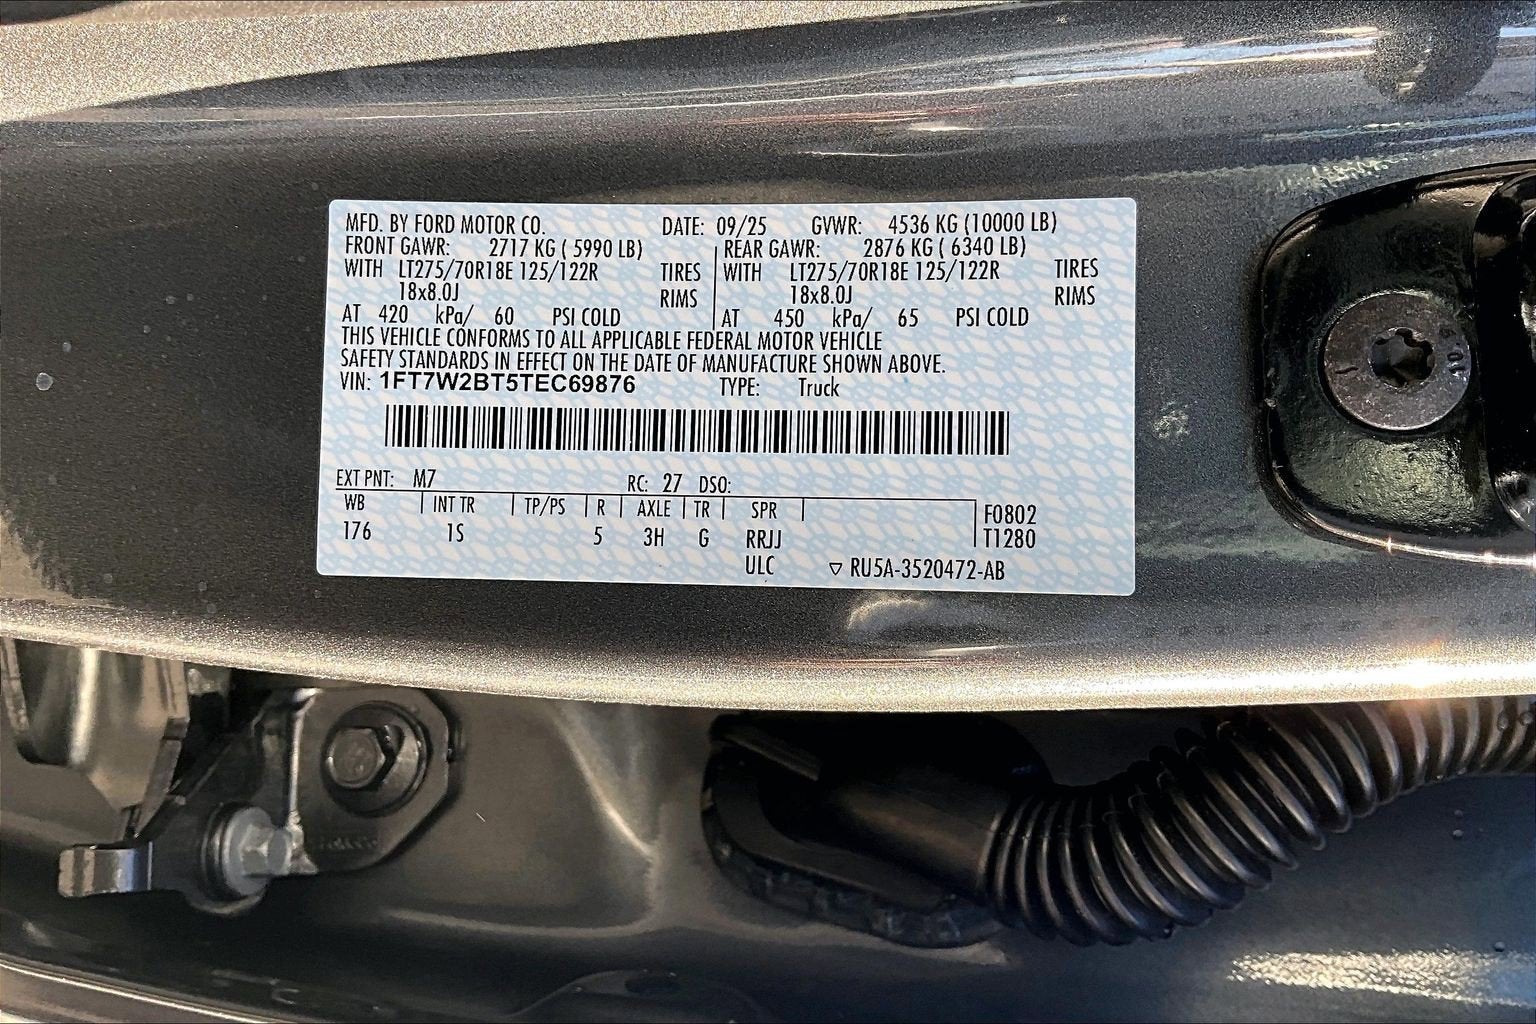 MFD. BY FORD MOTOR CO. DATE: 09/25 GVWR: 4536 KG (10000 LB)
FRONT GAWR: 2717 KG ( 5990 LB) REAR GAWR: 2876 KG ( 6340 LB)
WITH LT275/70R18E 125/122R TIRES WITH LT275/70R18E 125/122R TIRES
18x8.0J RIMS 18x8.0J RIMS
AT 420 kPa/ 60 PSI COLD AT 450 kPa/ 65 PSI COLD
THIS VEHICLE CONFORMS TO ALL APPLICABLE FEDERAL MOTOR VEHICLE
SAFETY STANDARDS IN EFFECT ON THE DATE OF MANUFACTURE SHOWN ABOVE.
VIN: 1FT7W2BT5TEC69876 TYPE: Truck
EXT PNT: M7 RC: 27 DSO:
WB INT TR TP/PS R AXLE TR SPR F0802
176 1S 5 3H G RRJJ T1280
ULC ▽ RU5A-3520472-AB